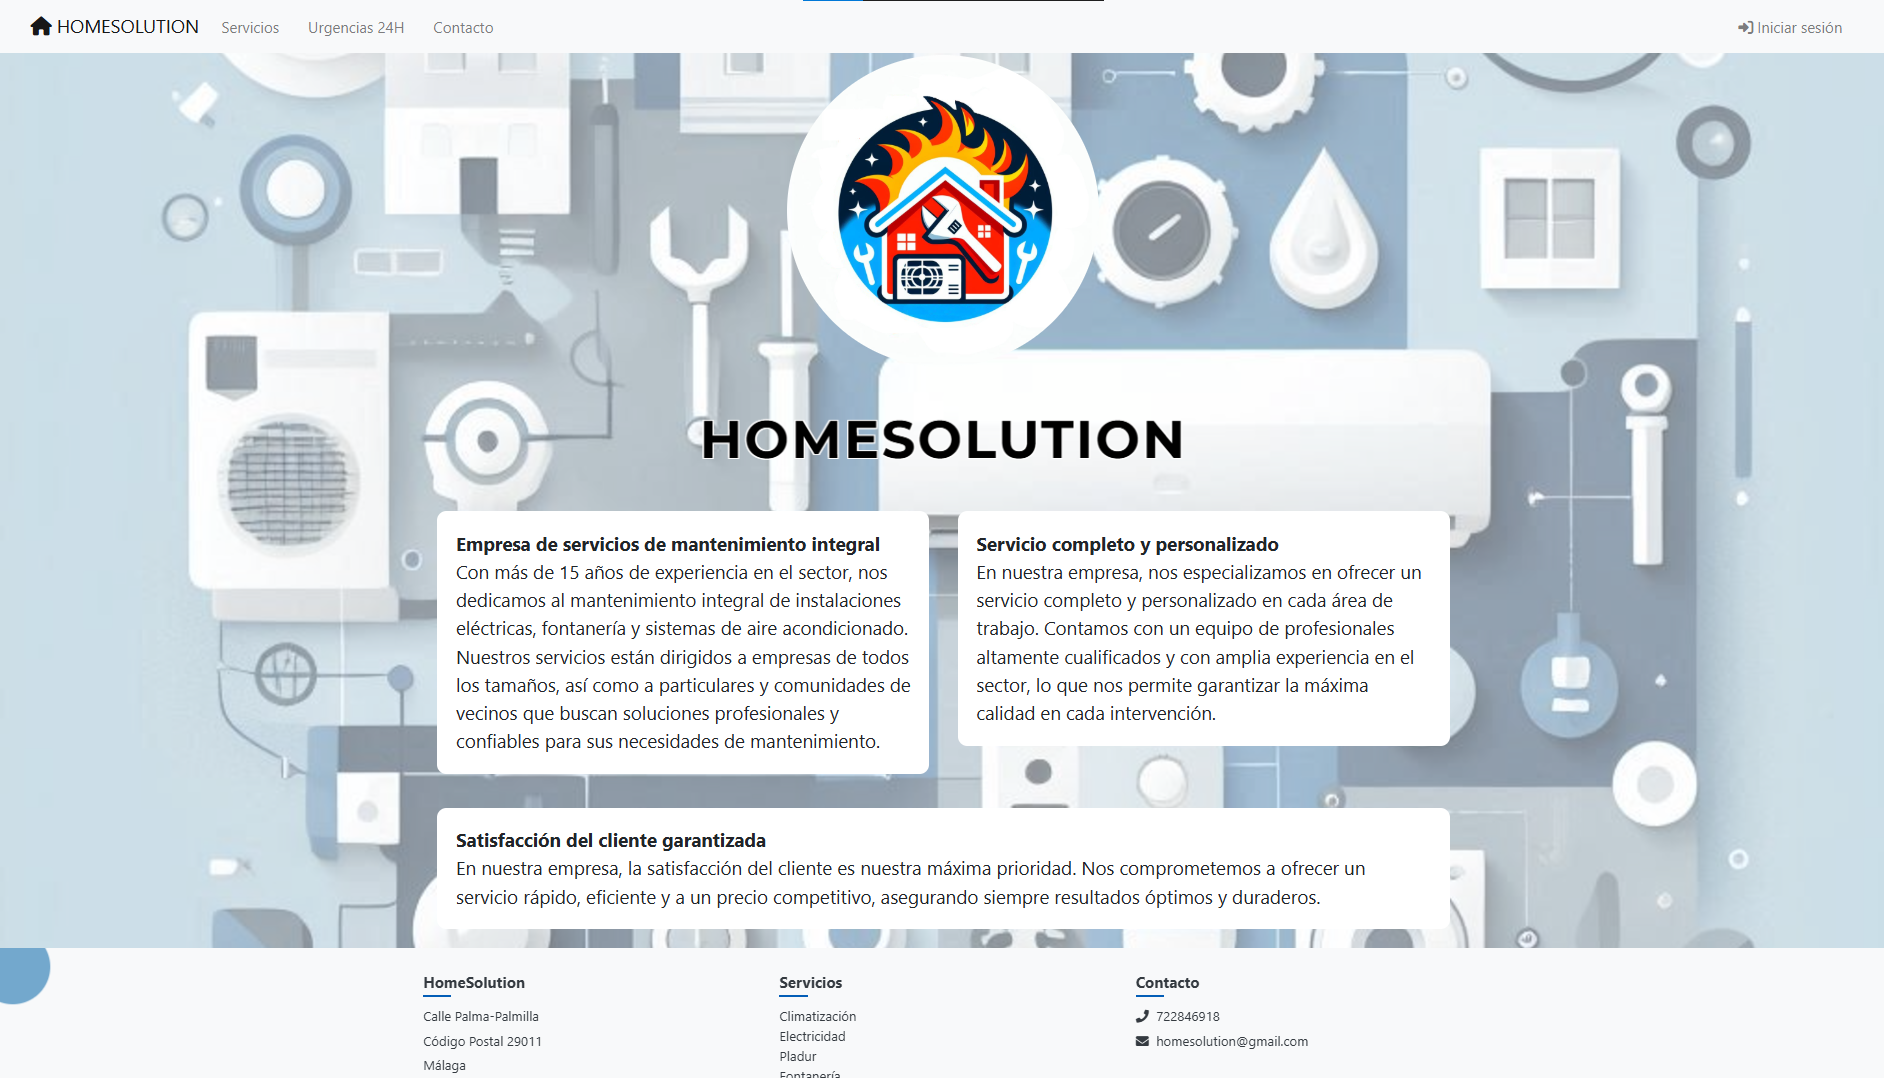 HOMESOLUTION Servicios Urgencias 24H Contacto Iniciar sesión
HOMESOLUTION
Empresa de servicios de mantenimiento integral
Con más de 15 años de experiencia en el sector, nos
dedicamos al mantenimiento integral de instalaciones
eléctricas, fontanería y sistemas de aire acondicionado.
Nuestros servicios están dirigidos a empresas de todos
los tamaños, así como a particulares y comunidades de
vecinos que buscan soluciones profesionales y
confiables para sus necesidades de mantenimiento.
Servicio completo y personalizado
En nuestra empresa, nos especializamos en ofrecer un
servicio completo y personalizado en cada área de
trabajo. Contamos con un equipo de profesionales
altamente cualificados y con amplia experiencia en el
sector, lo que nos permite garantizar la máxima
calidad en cada intervención.
Satisfacción del cliente garantizada
En nuestra empresa, la satisfacción del cliente es nuestra máxima prioridad. Nos comprometemos a ofrecer un
servicio rápido, eficiente y a un precio competitivo, asegurando siempre resultados óptimos y duraderos.
HomeSolution
Calle Palma-Palmilla
Código Postal 29011
Málaga
Servicios
Climatización
Electricidad
Pladur
Fontanería
Contacto
722846918
homesolution@gmail.com